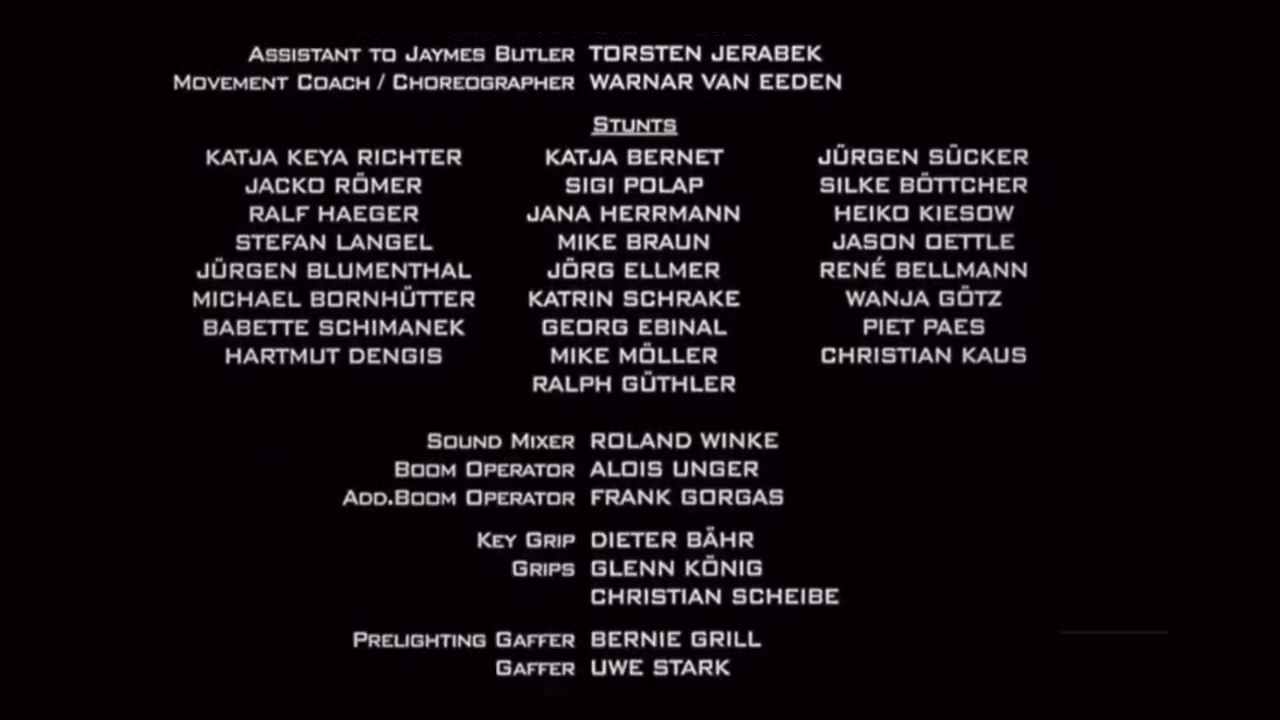 ASSISTANT TO JAYMES BUTLER TORSTEN JERABEK
MOVEMENT COACH / CHOREOGRAPHER WARNAR VAN EEDEN
STUNTS
KATJA KEYA RICHTER KATJA BERNET JÜRGEN SÜCKER
JACKO RÖMER SIGI POLAP SILKE BÖTTCHER
RALF HAEGER JANA HERRMANN HEIKO KIESOW
STEFAN LANGEL MIKE BRAUN JASON OETTLE
JÜRGEN BLUMENTHAL JÖRG ELLMER RENÉ BELLMANN
MICHAEL BORNHÜTTER KATRIN SCHRAKE WANJA GÖTZ
BABETTE SCHIMANEK GEORG EBINAL PIET PAES
HARTMUT DENGIS MIKE MÖLLER CHRISTIAN KAUS
RALPH GÜTHLER
SOUND MIXER ROLAND WINKE
BOOM OPERATOR ALOIS UNGER
ADD.BOOM OPERATOR FRANK GORGAS
KEY GRIP DIETER BÄHR
GRIPS GLENN KÖNIG
CHRISTIAN SCHEIBE
PRELIGHTING GAFFER BERNIE GRILL
GAFFER UWE STARK